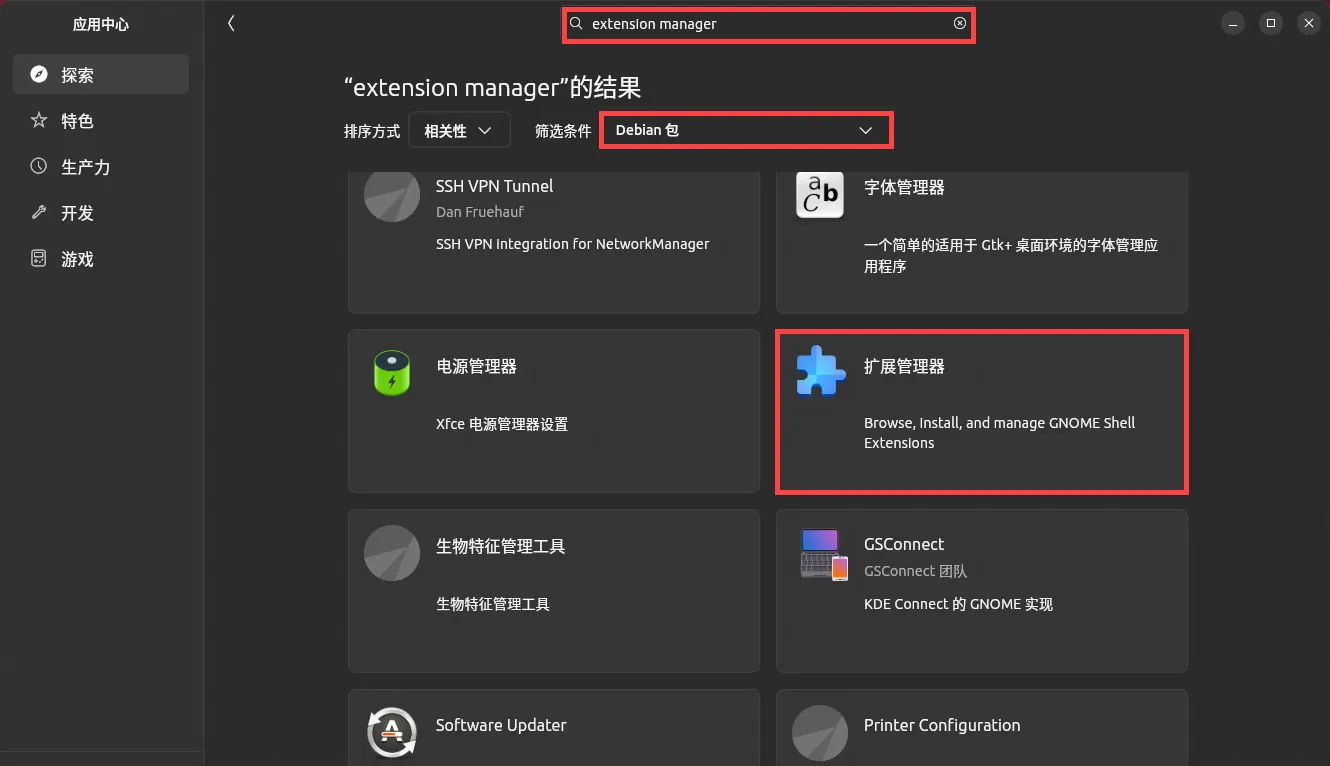 应用中心
extension manager
探索
特色
生产力
开发
游戏
“extension manager”的结果
排序方式 相关性 筛选条件 Debian 包
SSH VPN Tunnel
Dan Fruehauf
SSH VPN integration for NetworkManager
字体管理器
一个简单的适用于 Gtk+ 桌面环境的字体管理应
用程序
电源管理器
Xfce 电源管理器设置
扩展管理器
Browse, install, and manage GNOME Shell
Extensions
生物特征管理工具
生物特征管理工具
GSConnect
GSConnect 团队
KDE Connect 的 GNOME 实现
Software Updater
Printer Configuration